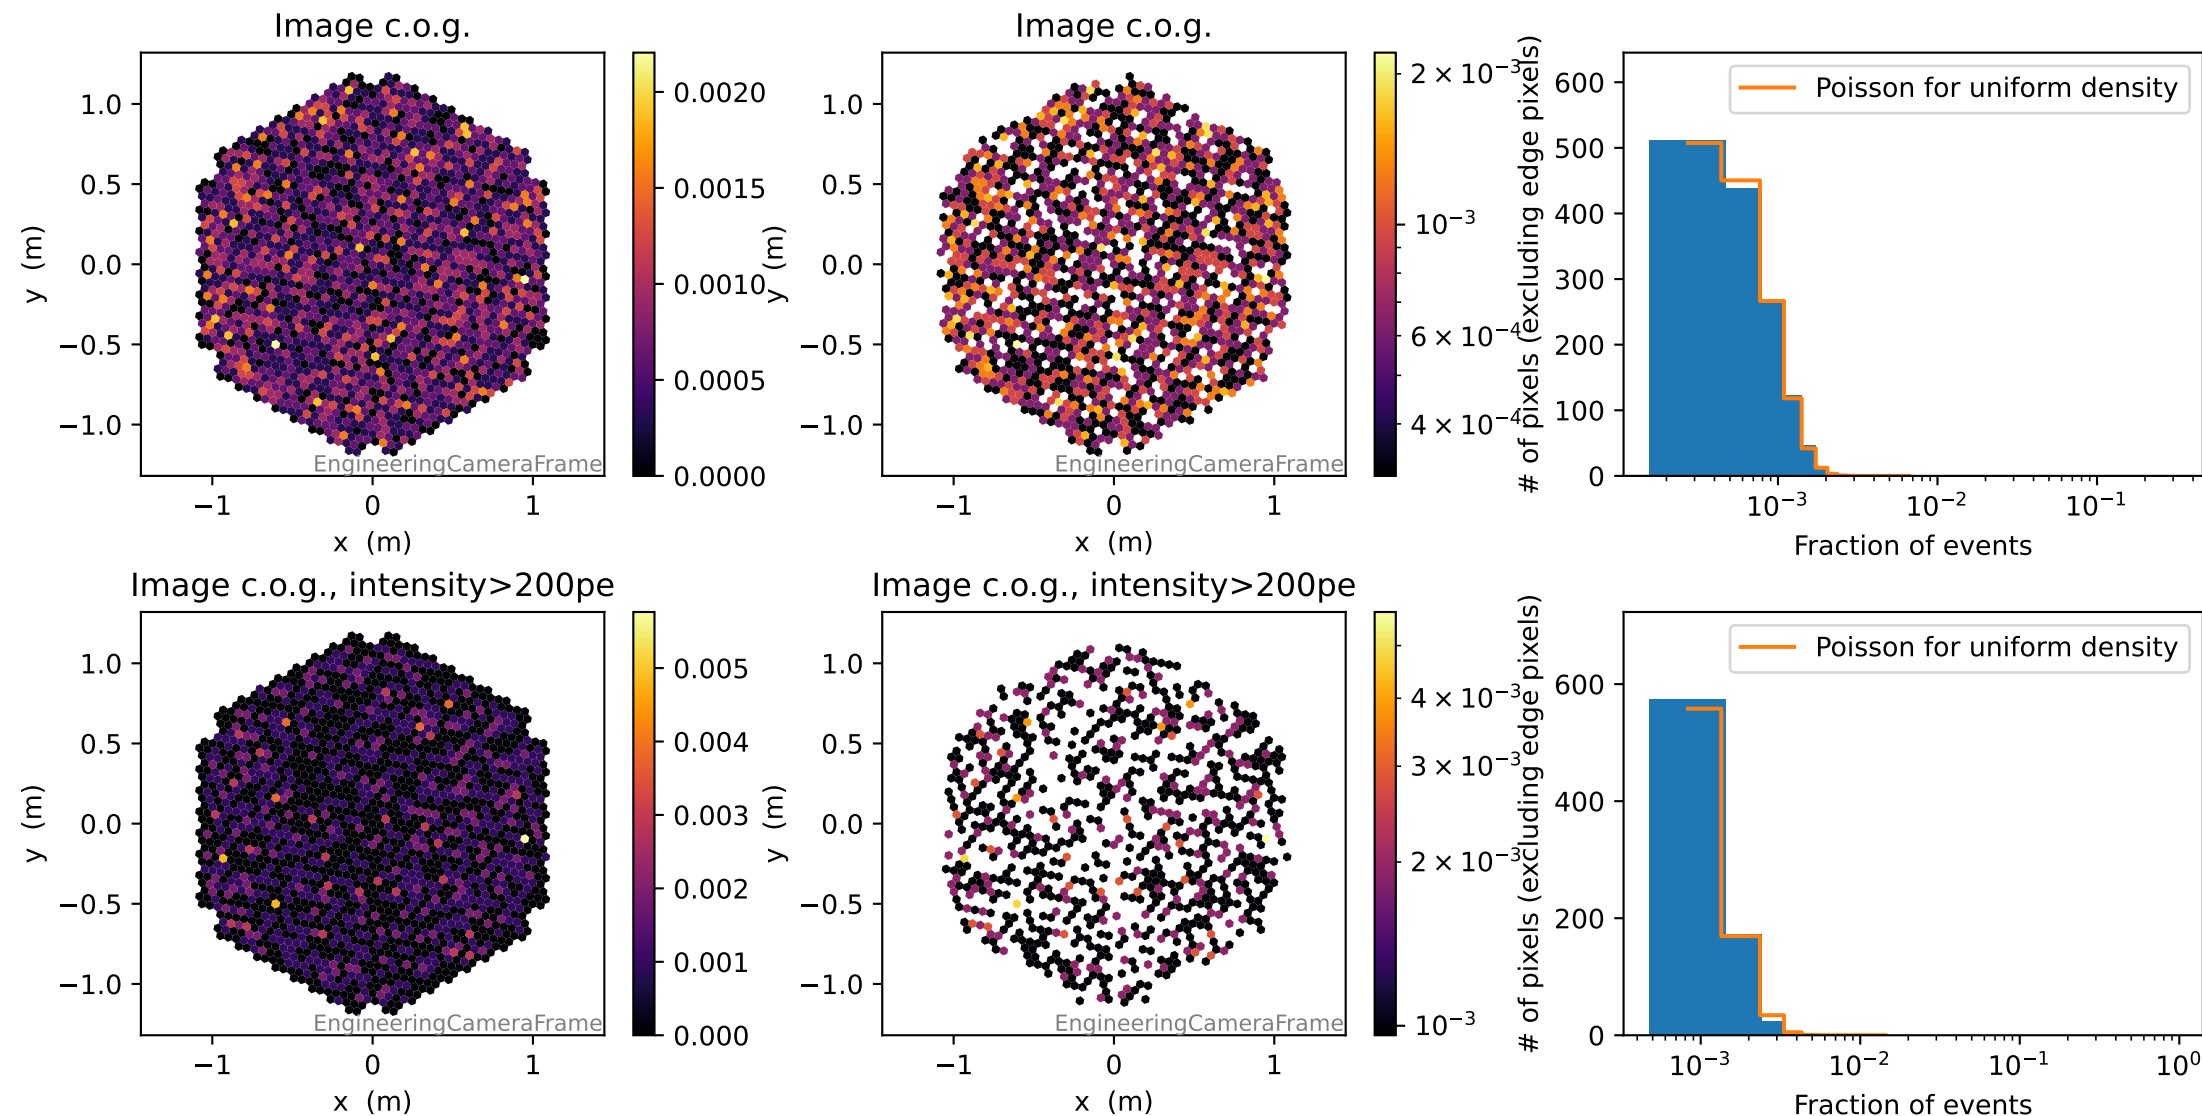 Image c.o.g.
1.0
0.5
0.0
−0.5
−1.0
y (m)
−1
0
1
x (m)
EngineeringCameraFrame
0.0020
0.0015
0.0010
0.0005
0.0000
Image c.o.g.
1.0
0.5
0.0
−0.5
−1.0
y (m)
−1
0
1
x (m)
EngineeringCameraFrame
2 × 10⁻³
10⁻³
6 × 10⁻⁴
4 × 10⁻⁴
# of pixels (excluding edge pixels)
600
500
400
300
200
100
0
Poisson for uniform density
10⁻³
10⁻²
10⁻¹
Fraction of events
Image c.o.g., intensity>200pe
1.0
0.5
0.0
−0.5
−1.0
y (m)
−1
0
1
x (m)
EngineeringCameraFrame
0.005
0.004
0.003
0.002
0.001
0.000
Image c.o.g., intensity>200pe
1.0
0.5
0.0
−0.5
−1.0
y (m)
−1
0
1
x (m)
EngineeringCameraFrame
4 × 10⁻³
3 × 10⁻³
2 × 10⁻³
10⁻³
# of pixels (excluding edge pixels)
600
400
200
0
Poisson for uniform density
10⁻³
10⁻²
10⁻¹
10⁰
Fraction of events